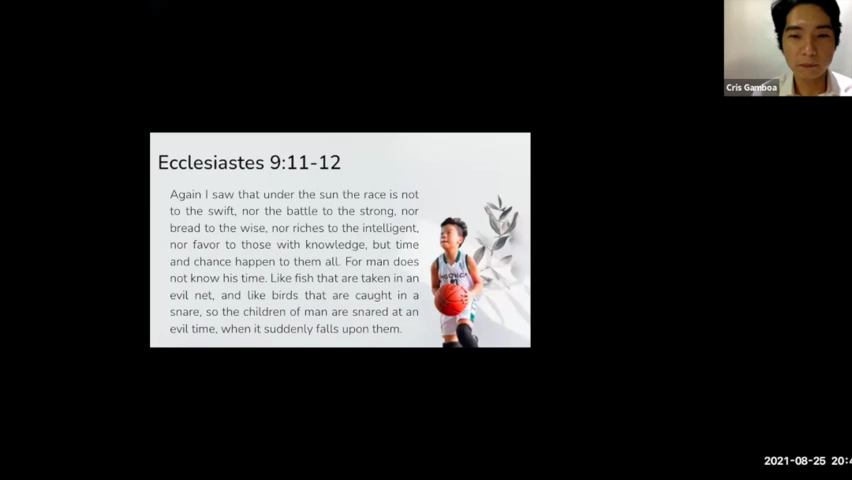 Cris Gamboa
Ecclesiastes 9:11-12
Again I saw that under the sun the race is not
to the swift, nor the battle to the strong, nor
bread to the wise, nor riches to the intelligent,
nor favor to those with knowledge, but time
and chance happen to them all. For man does
not know his time. Like fish that are taken in an
evil net, and like birds that are caught in a
snare, so the children of man are snared at an
evil time, when it suddenly falls upon them.
2021-08-25